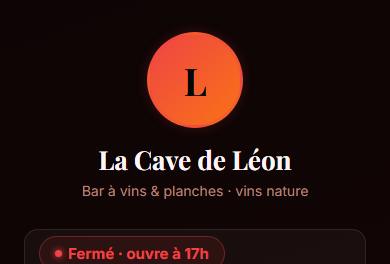 L
La Cave de Léon
Bar à vins & planches · vins nature
Fermé · ouvre à 17h